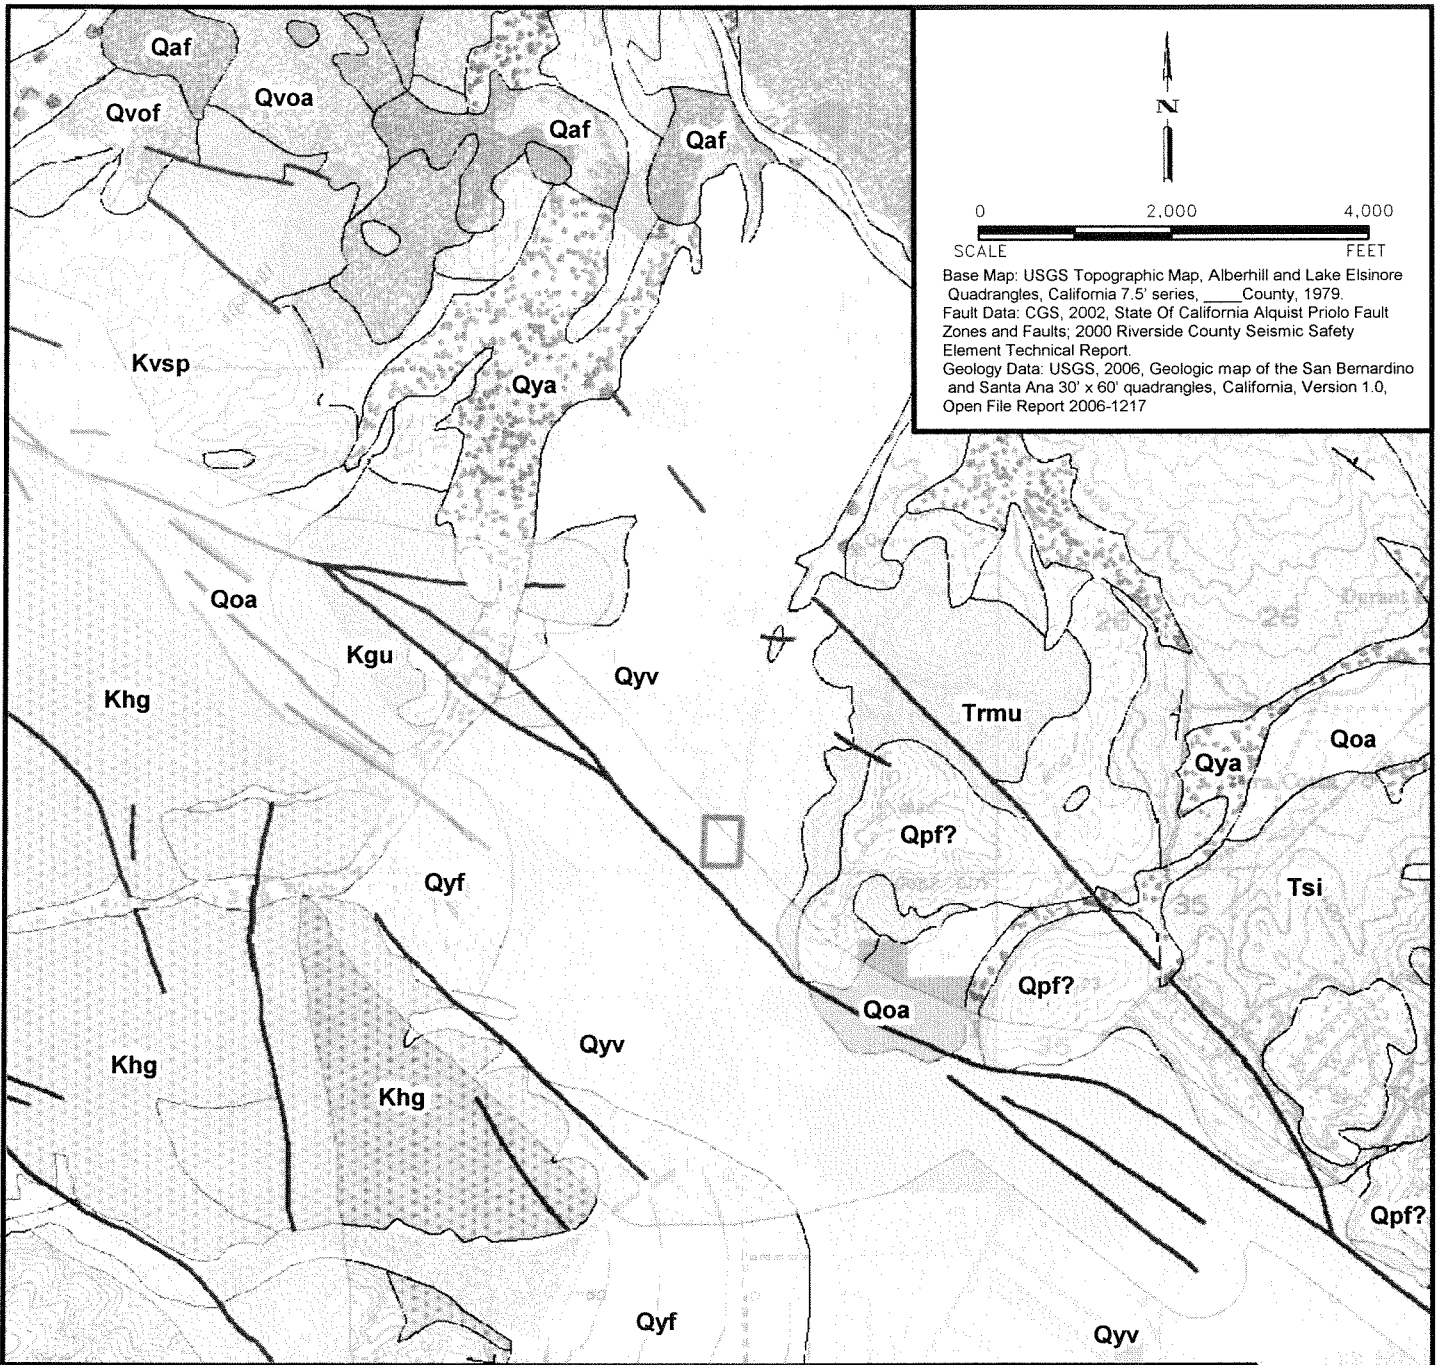 Qaf
Qvof
Qvoa
Qaf
Qaf
N
0 2,000 4,000
SCALE FEET
Base Map: USGS Topographic Map, Alberhill and Lake Elsinore
Quadrangles, California 7.5' series, ____County, 1979.
Fault Data: CGS, 2002, State Of California Alquist Priolo Fault
Zones and Faults; 2000 Riverside County Seismic Safety
Element Technical Report.
Geology Data: USGS, 2006, Geologic map of the San Bernardino
and Santa Ana 30' x 60' quadrangles, California, Version 1.0,
Open File Report 2006-1217
Kvsp
Qya
Qoa
Kgu
Khg
Qyv
26
26
Trmu
Qya
Qoa
Qpf?
Qyf
Tsi
35
Qpf?
Qoa
35
Qyv
Khg
Khg
Qpf?
Qyf
Qyv